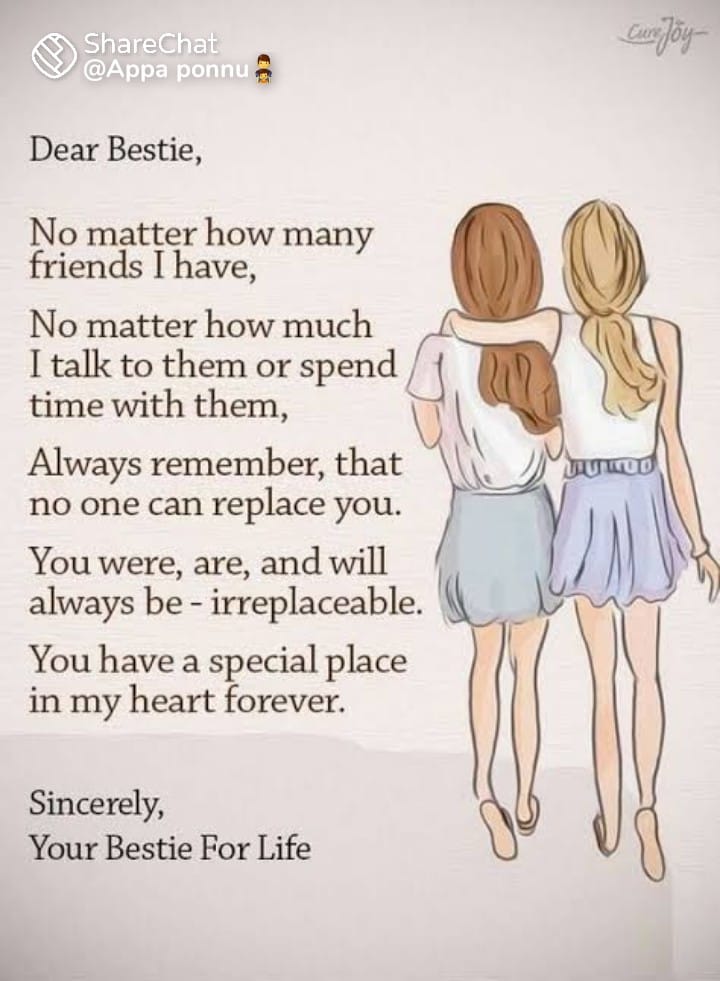 ShareChat
@Appa ponnu👨‍👧
CureJoy
Dear Bestie,
No matter how many
friends I have,
No matter how much
I talk to them or spend
time with them,
Always remember, that
no one can replace you.
You were, are, and will
always be - irreplaceable.
You have a special place
in my heart forever.
Sincerely,
Your Bestie For Life